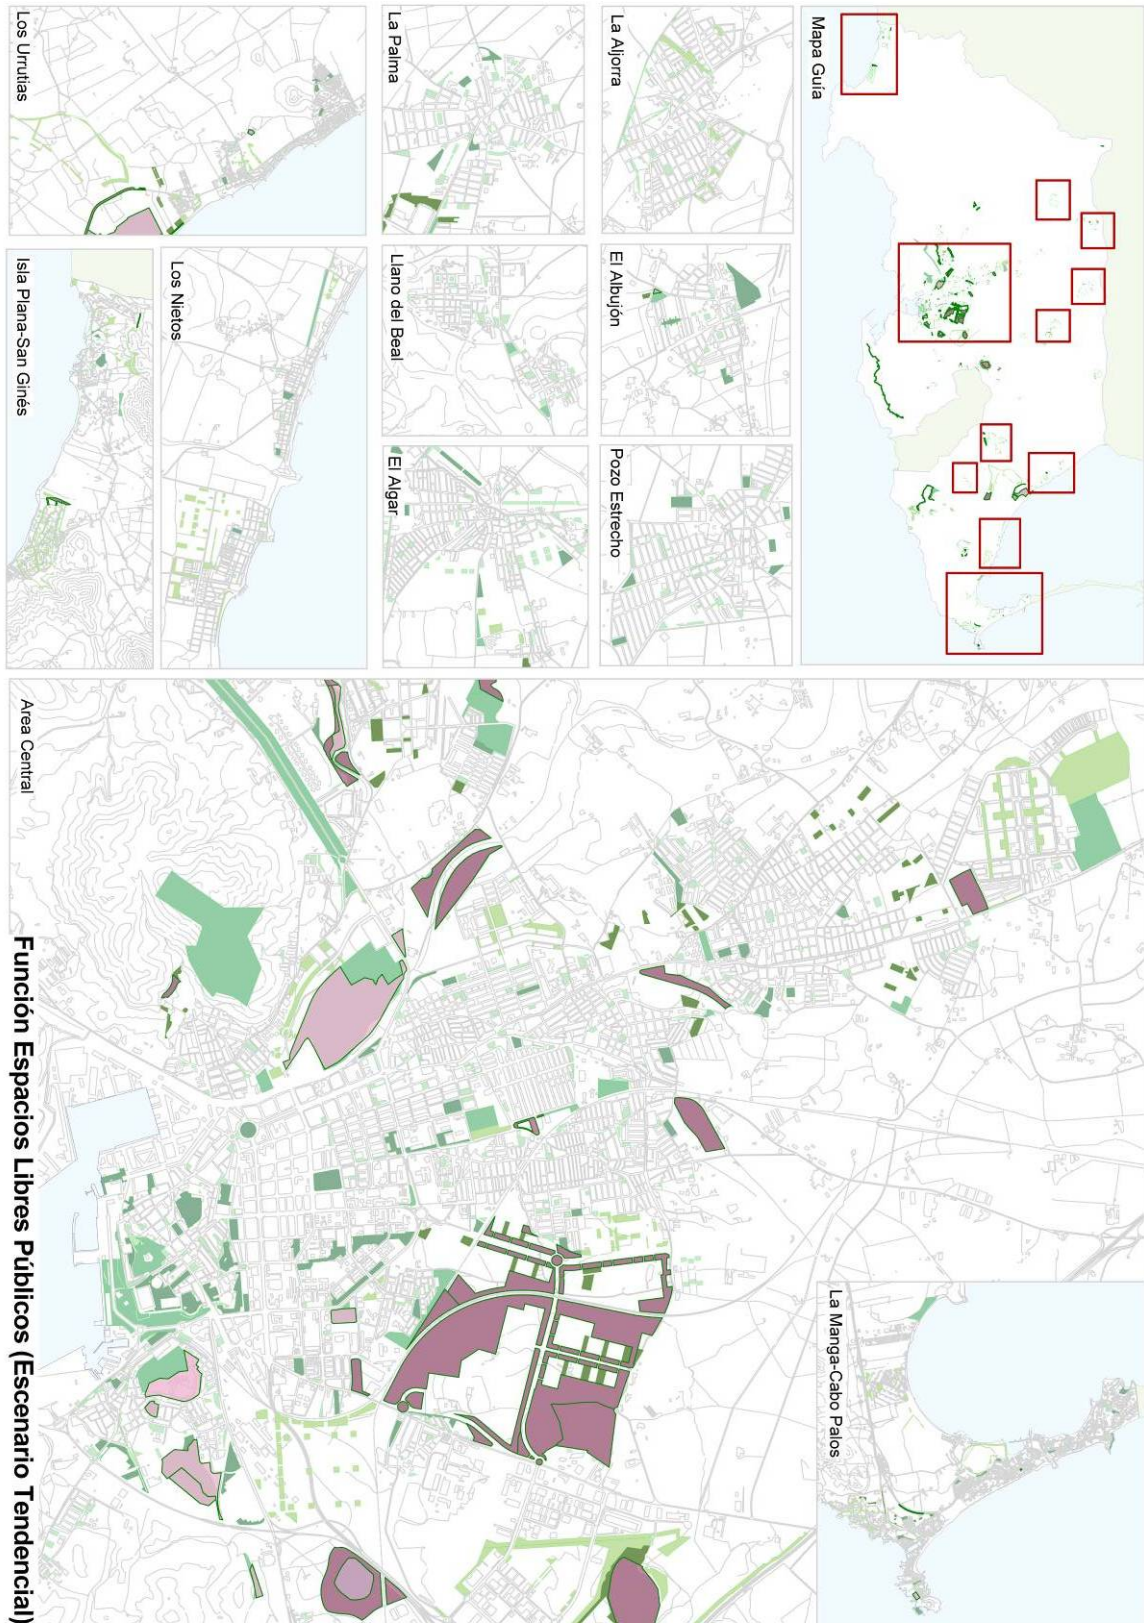 Mapa Guía
La Aljorra
El Albujón
Pozo Estrecho
La Palma
Llano del Beal
El Algar
Los Urrutias
Los Nietos
Isla Plana-San Ginés
La Manga-Cabo Palos
Area Central
Función Espacios Libres Públicos (Escenario Tendencial)